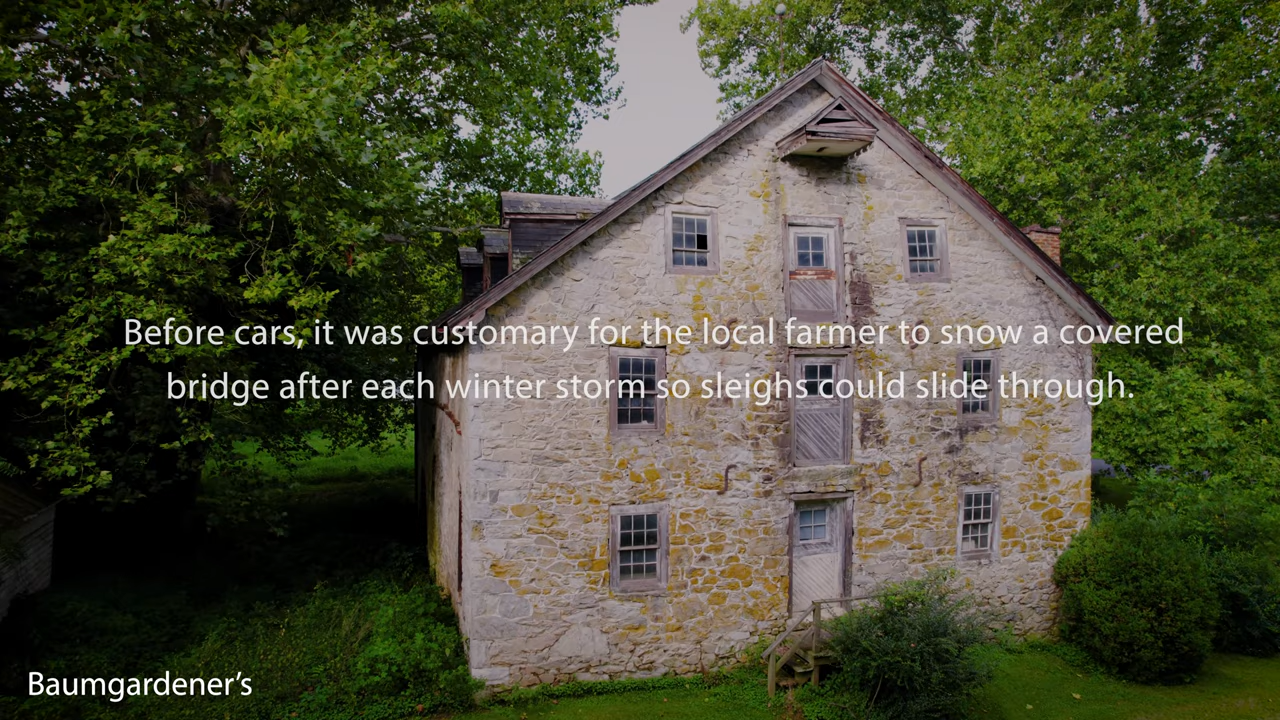 Before cars, it was customary for the local farmer to snow a covered
bridge after each winter storm so sleighs could slide through.
Baumgardener’s